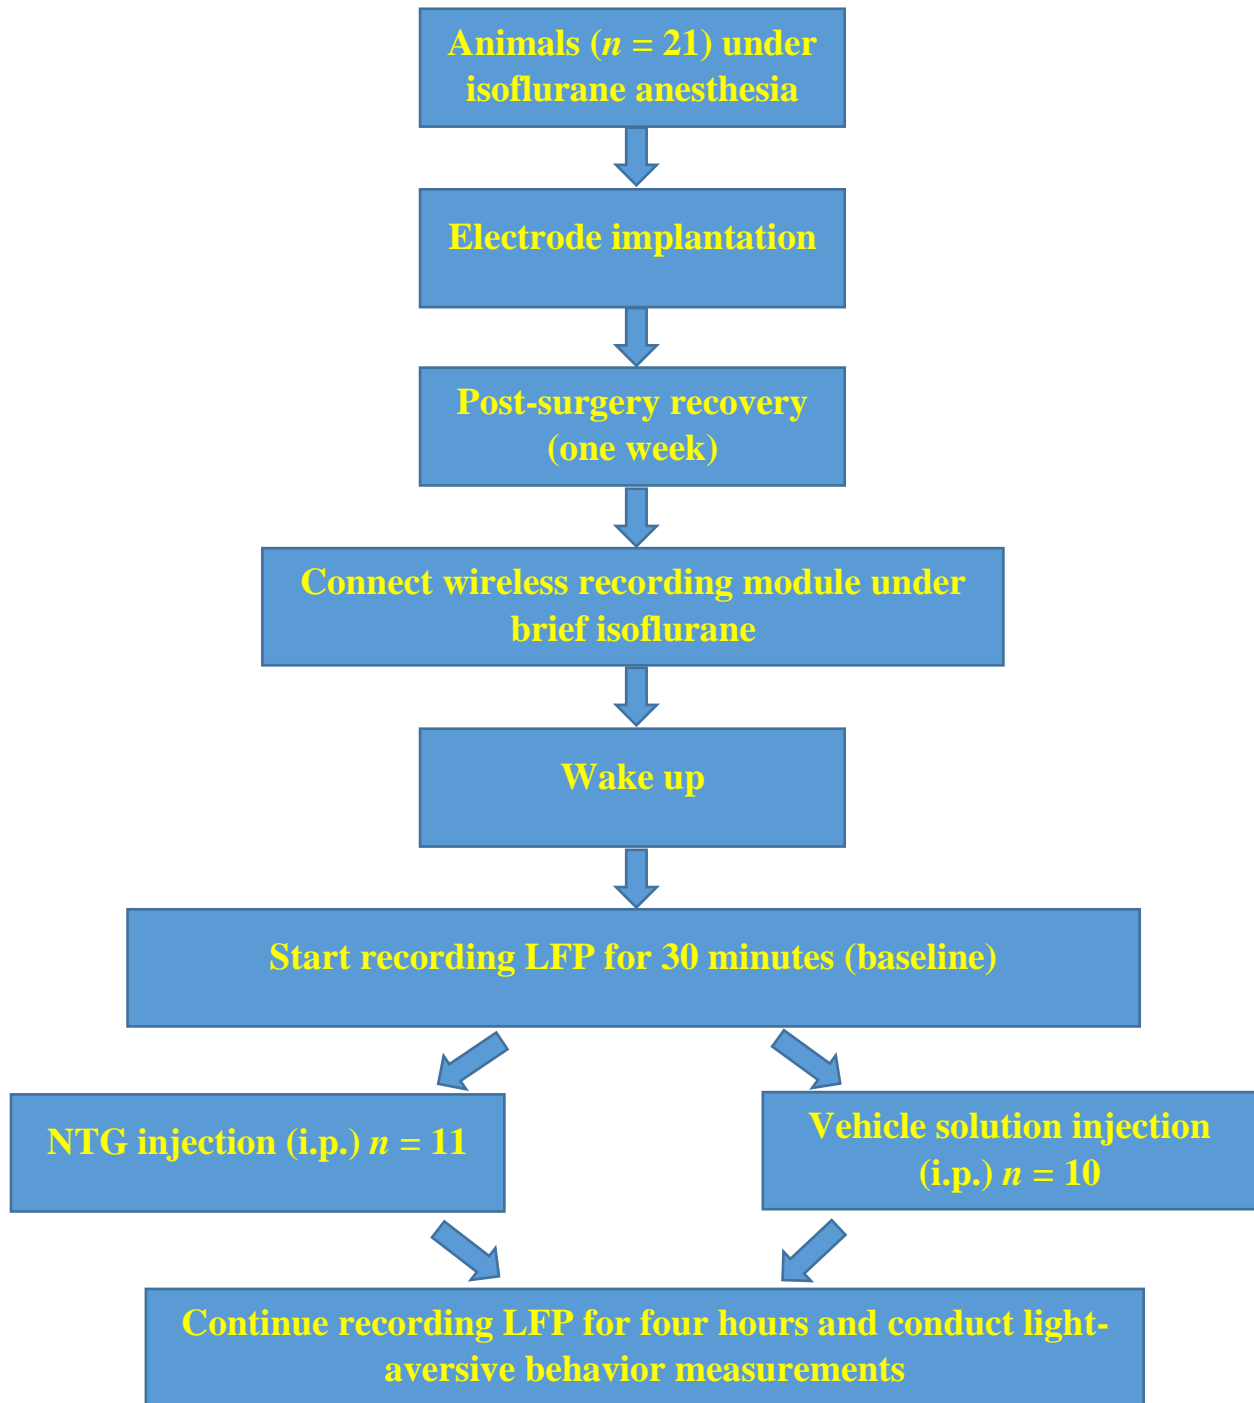 Animals (n = 21) under
isoflurane anesthesia
Electrode implantation
Post-surgery recovery
(one week)
Connect wireless recording module under
brief isoflurane
Wake up
Start recording LFP for 30 minutes (baseline)
NTG injection (i.p.) n = 11
Vehicle solution injection
(i.p.) n = 10
Continue recording LFP for four hours and conduct light-
aversive behavior measurements